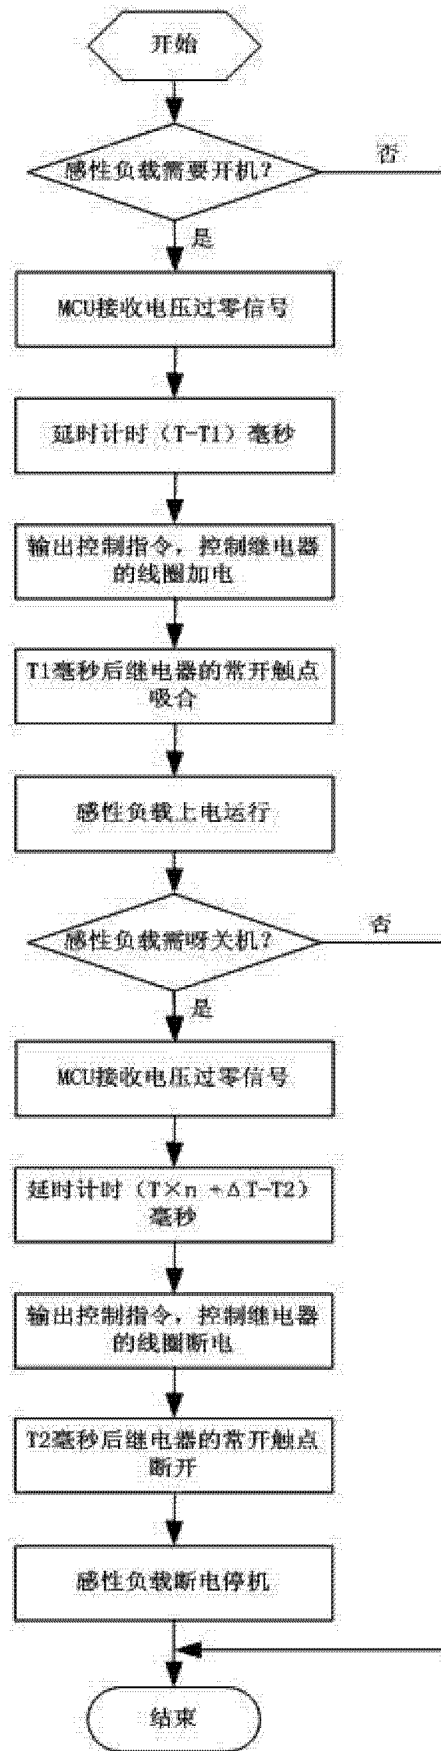 开始
感性负载需要开机?
否
是
MCU接收电压过零信号
延时计时（T-T1）毫秒
输出控制指令，控制继电器
的线圈加电
T1毫秒后继电器的常开触点
吸合
感性负载上电运行
感性负载需呀关机?
否
是
MCU接收电压过零信号
延时计时（T×n +ΔT-T2）
毫秒
输出控制指令，控制继电器
的线圈断电
T2毫秒后继电器的常开触点
断开
感性负载断电停机
结束